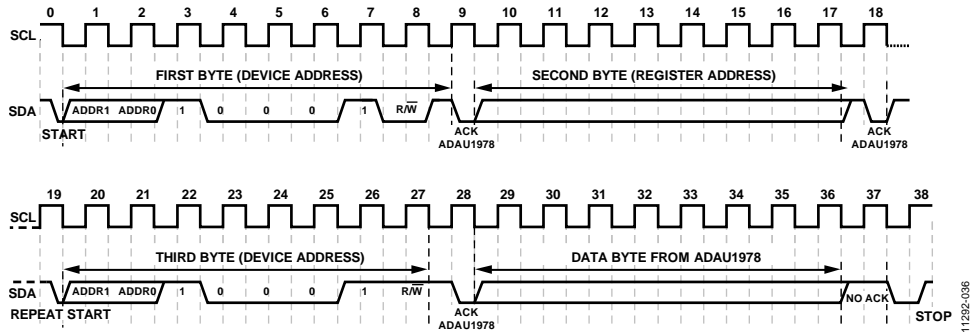 0 1 2 3 4 5 6 7 8 9 10 11 12 13 14 15 16 17 18
SCL
FIRST BYTE (DEVICE ADDRESS) SECOND BYTE (REGISTER ADDRESS)
SDA ADDR1 ADDR0 1 0 0 0 1 R/W̅
START ACK ADAU1978 ACK ADAU1978
19 20 21 22 23 24 25 26 27 28 29 30 31 32 33 34 35 36 37 38
SCL
THIRD BYTE (DEVICE ADDRESS) DATA BYTE FROM ADAU1978
SDA ADDR1 ADDR0 1 0 0 0 1 R/W̅ NO ACK
REPEAT START ACK ADAU1978 STOP
11292-036